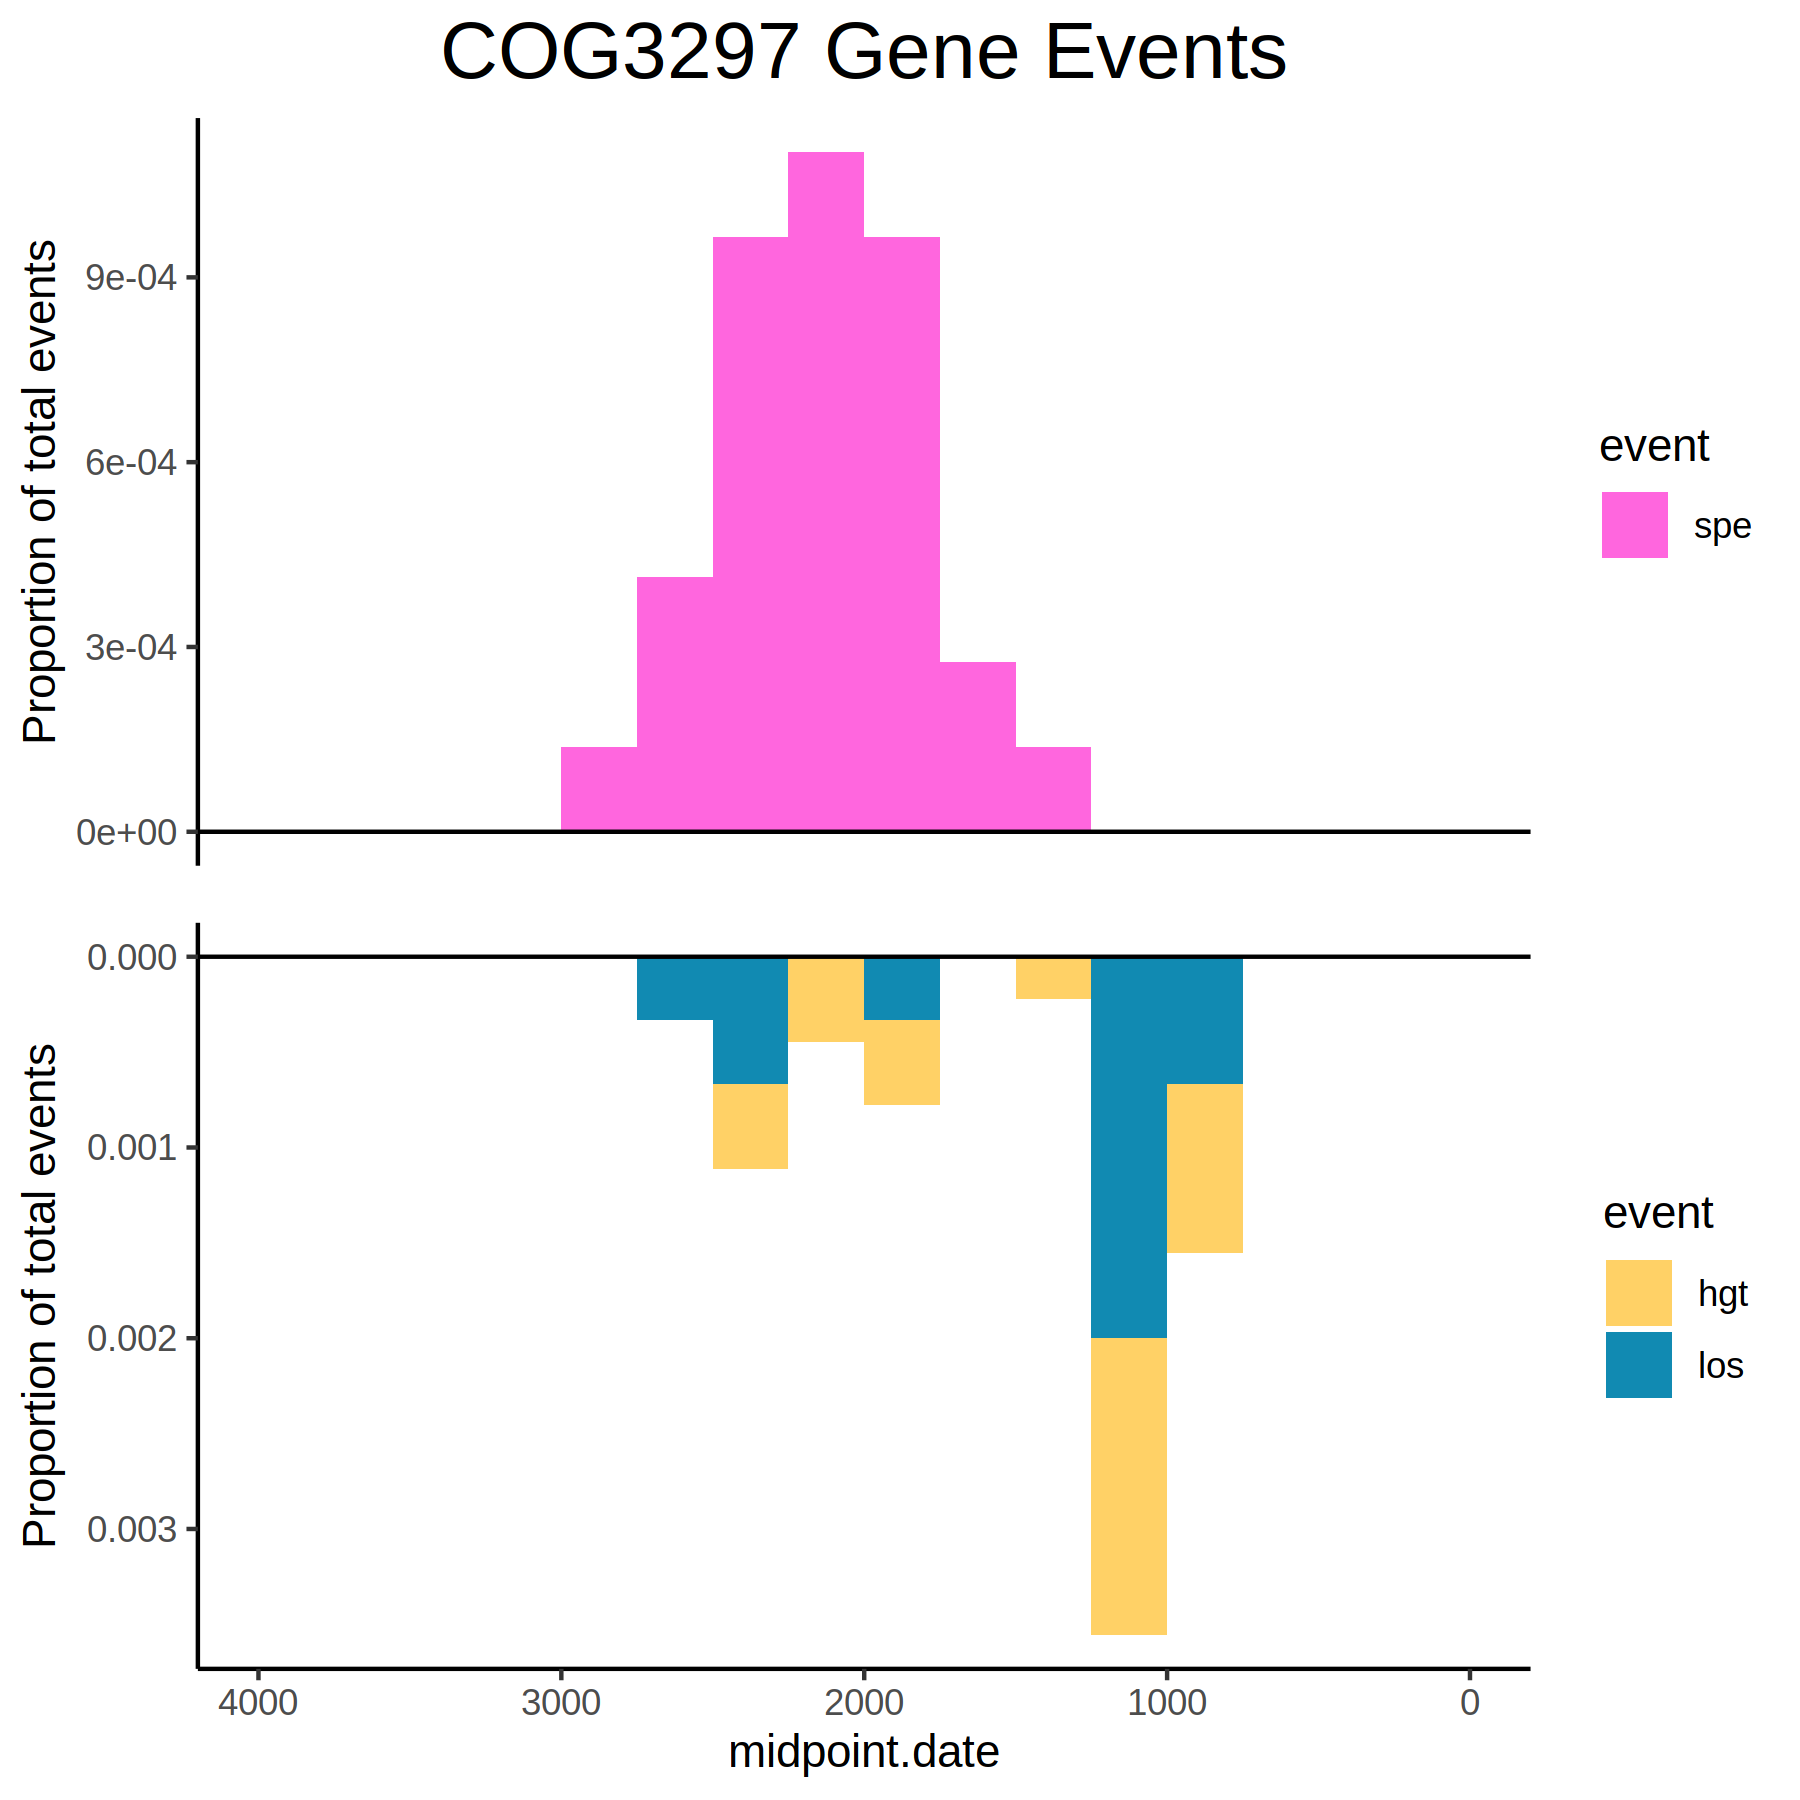 COG3297 Gene Events
Proportion of total events
9e-04
6e-04
3e-04
0e+00
event
spe
Proportion of total events
0.000
0.001
0.002
0.003
event
hgt
los
4000 3000 2000 1000 0
midpoint.date